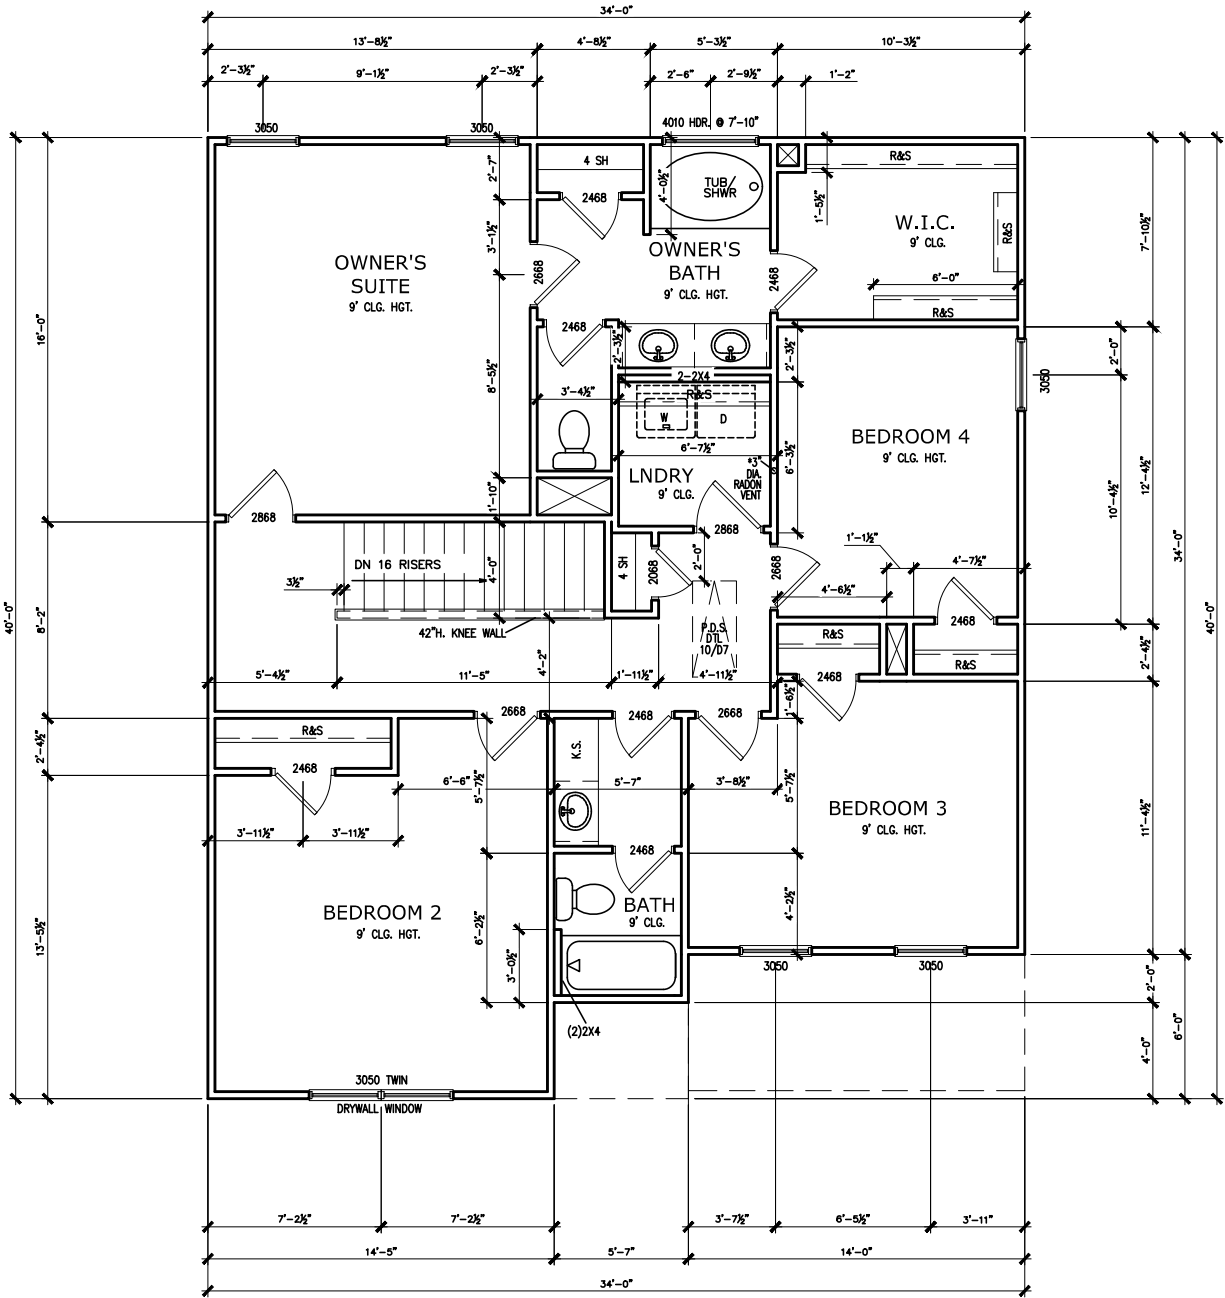 34'-0"
13'-8½"
4'-8½"
5'-3½"
10'-3½"
2'-3½"
9'-1½"
2'-3½"
2'-6"
2'-9½"
1'-2"
3050
3050
4010 HDR. @ 7'-10"
2'-7"
4 SH
2468
4'-0½"
TUB/
SHWR
R&S
1'-5½"
W.I.C.
9' CLG.
R&S
7'-10½"
3'-1½"
OWNER'S
SUITE
9' CLG. HGT.
2668
OWNER'S
BATH
9' CLG. HGT.
2468
6'-0"
R&S
16'-0"
2468
2'-3½"
2'-3½"
2'-0"
3050
8'-5½"
3'-4½"
2-2X4
R&S
W
D
6'-7½"
6'-3½"
BEDROOM 4
9' CLG. HGT.
LNDRY
9' CLG.
*3"
DIA.
RADON
VENT
12'-4½"
10'-4½"
34'-0"
1'-10"
2868
2868
DN 16 RISERS
4'-0"
3½"
4 SH
2068
2'-0"
2668
1'-1½"
4'-7½"
4'-6½"
40'-0"
8'-2"
42"H. KNEE WALL
4'-2"
P.D.S.
DTL
10/D7
R&S
2468
R&S
2468
2'-4½"
40'-0"
5'-4½"
11'-5"
1'-11½"
4'-11½"
1'-6½"
2668
2468
2668
R&S
2468
2'-4½"
K.S.
6'-6"
5'-7½"
5'-7"
3'-8½"
5'-7½"
BEDROOM 3
9' CLG. HGT.
11'-4½"
3'-11½"
3'-11½"
2468
BEDROOM 2
9' CLG. HGT.
BATH
9' CLG.
6'-2½"
4'-2½"
13'-5½"
3'-0½"
3050
3050
2'-0"
(2)2X4
4'-0"
6'-0"
3050 TWIN
DRYWALL WINDOW
7'-2½"
7'-2½"
3'-7½"
6'-5½"
3'-11"
14'-5"
5'-7"
14'-0"
34'-0"